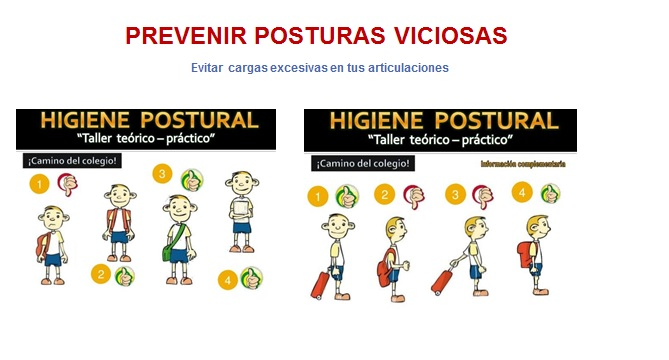 PREVENIR POSTURAS VICIOSAS
Evitar cargas excesivas en tus articulaciones
HIGIENE POSTURAL
"Taller teórico – práctico"
¡Camino del colegio!
1
3
2
4
HIGIENE POSTURAL
"Taller teórico – práctico"
¡Camino del colegio!
Información complementaria
1
2
3
4